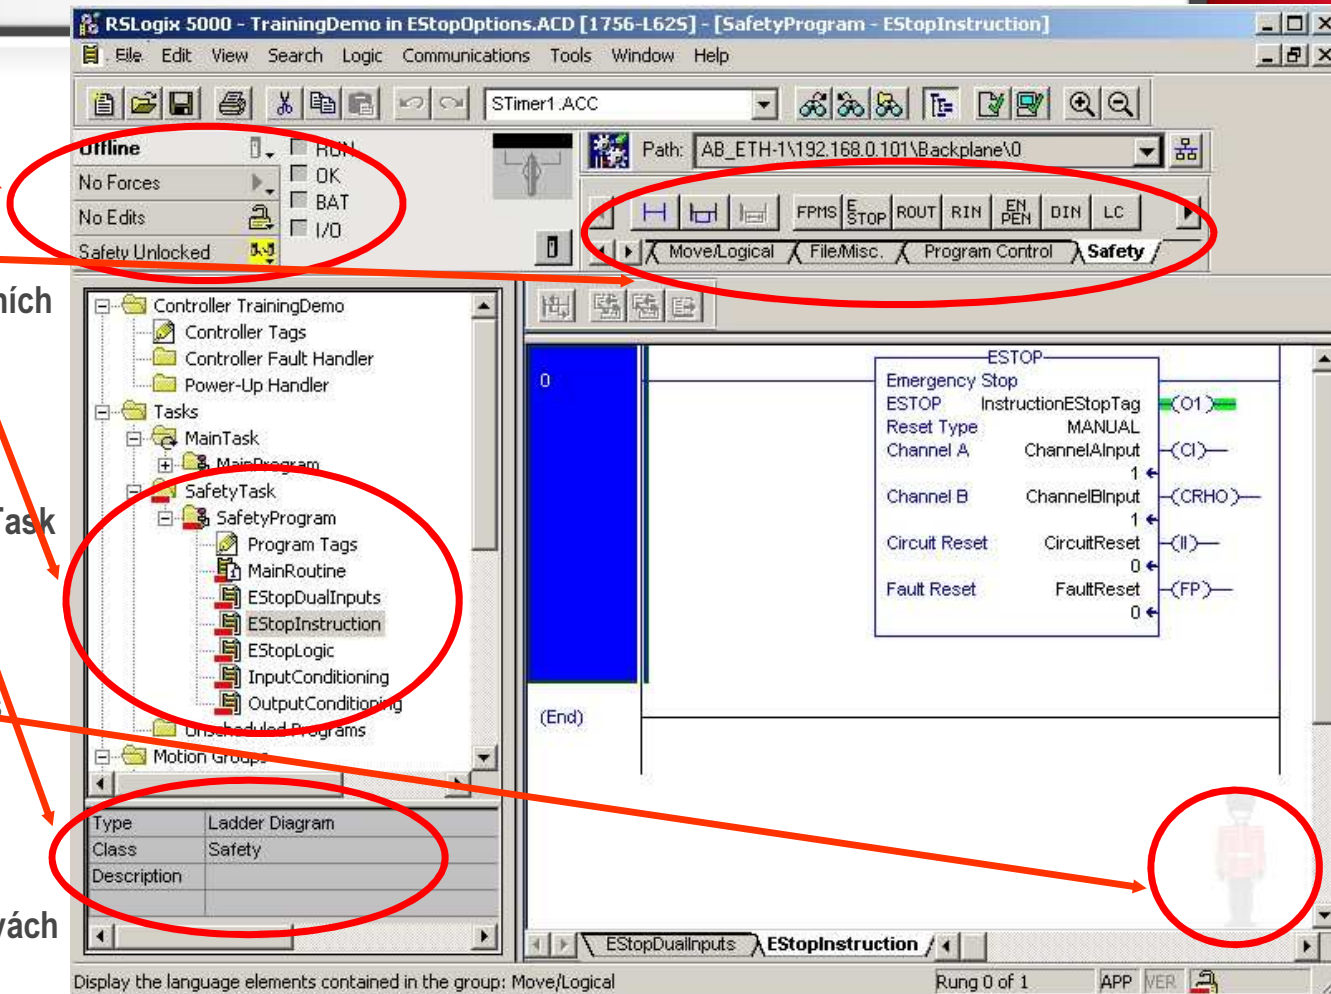 RSLogix 5000 - TrainingDemo in EStopOptions.ACD [1756-L62S] - [SafetyProgram - EStopInstruction]
File Edit View Search Logic Communications Tools Window Help
STimer1.ACC
Offline
RUN
No Forces
OK
No Edits
BAT
I/O
Safety Unlocked
Path: AB_ETH-1\192.168.0.101\Backplane\0
FPMS E STOP ROUT RIN EN PEN DIN LC
Move/Logical File/Misc. Program Control Safety
ních
Task
vách
Controller TrainingDemo
Controller Tags
Controller Fault Handler
Power-Up Handler
Tasks
MainTask
MainProgram
SafetyTask
SafetyProgram
Program Tags
MainRoutine
EStopDualInputs
EStopInstruction
EStopLogic
InputConditioning
OutputConditioning
Unscheduled Programs
Motion Groups
Type Ladder Diagram
Class Safety
Description
0
ESTOP
Emergency Stop
ESTOP InstructionEStopTag (O1)
Reset Type MANUAL
Channel A ChannelAInput (CI)
1
Channel B ChannelBInput (CRHO)
1
Circuit Reset CircuitReset (II)
0
Fault Reset FaultReset (FP)
0
(End)
EStopDualInputs EStopInstruction
Display the language elements contained in the group: Move/Logical
Rung 0 of 1 APP VER